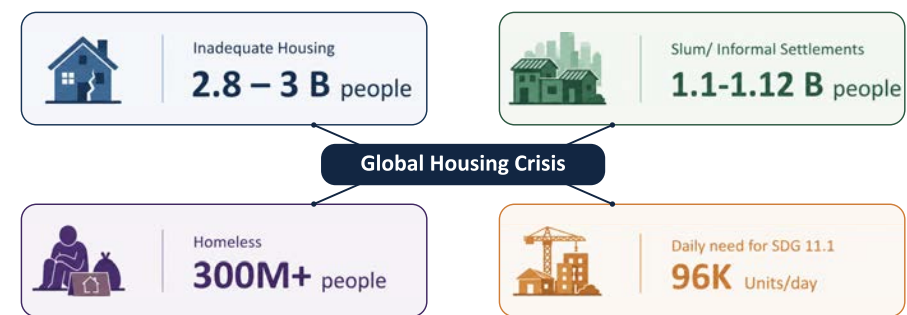 Inadequate Housing
2.8 – 3 B people
Slum/ Informal Settlements
1.1-1.12 B people
Global Housing Crisis
Homeless
300M+ people
Daily need for SDG 11.1
96K Units/day